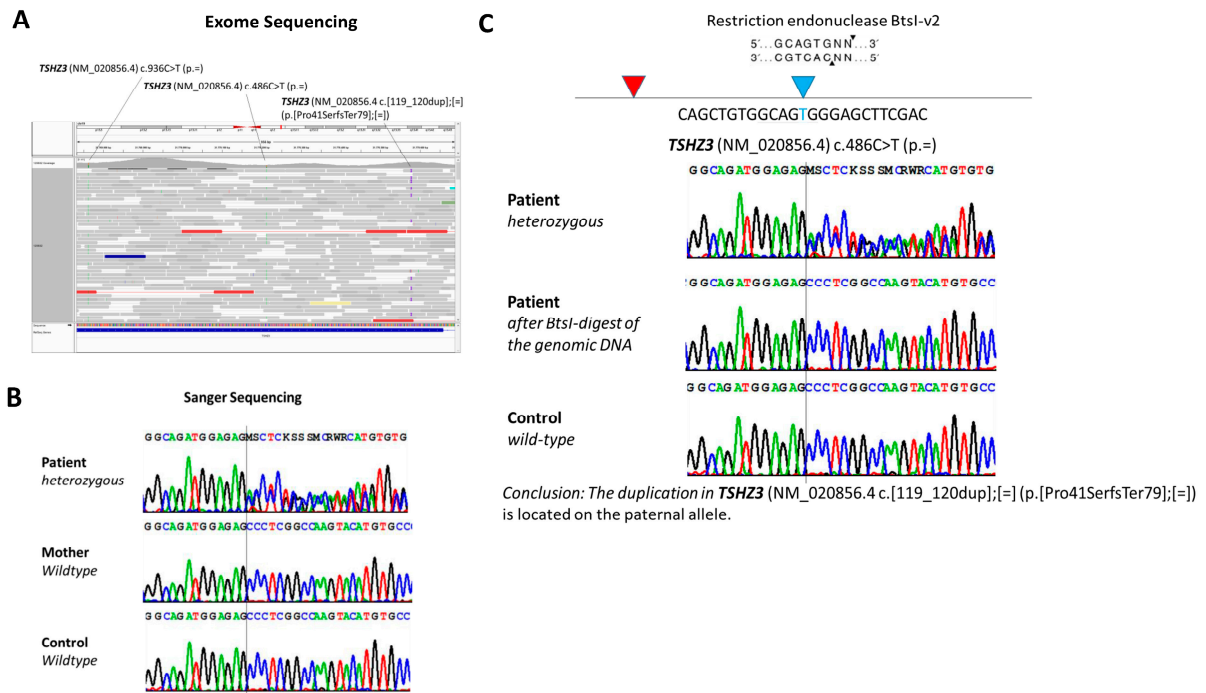 A
Exome Sequencing
TSHZ3 (NM_020856.4) c.936C>T (p.=)
TSHZ3 (NM_020856.4) c.486C>T (p.=)
TSHZ3 (NM_020856.4 c.[119_120dup];[=]
(p.[Pro41SerfsTer79];[=])
B
Sanger Sequencing
GGCAGATGGAGAGMSCTCKSSSMCRWRCATGTGTG
Patient
heterozygous
GGCAGATGGAGAGCCCTCGGCCAAGTACATGTGCC
Mother
Wildtype
GGCAGATGGAGAGCCCTCGGCCAAGTACATGTGCC
Control
Wildtype
C
Restriction endonuclease BtsI-v2
5′...GCAGTGNN...3′
3′...CGTCACNN...5′
CAGCTGTGGCAGTGGGAGCTTCGAC
TSHZ3 (NM_020856.4) c.486C>T (p.=)
GGCAGATGGAGAGMSCTCKSSSMCRWRCATGTGTG
Patient
heterozygous
GGCAGATGGAGAGCCCTCGGCCAAGTACATGTGCC
Patient
after BtsI-digest of
the genomic DNA
GGCAGATGGAGAGCCCTCGGCCAAGTACATGTGCC
Control
wild-type
Conclusion: The duplication in TSHZ3 (NM_020856.4 c.[119_120dup];[=] (p.[Pro41SerfsTer79];[=])
is located on the paternal allele.